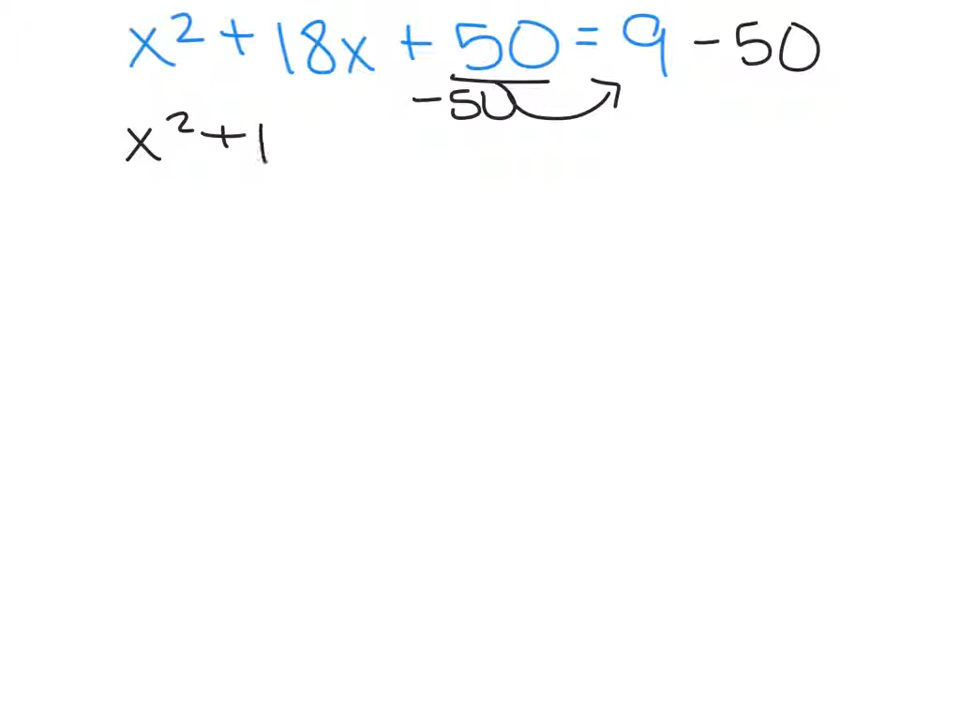 x² + 18x + 50 = 9 - 50
-50
x² + 1